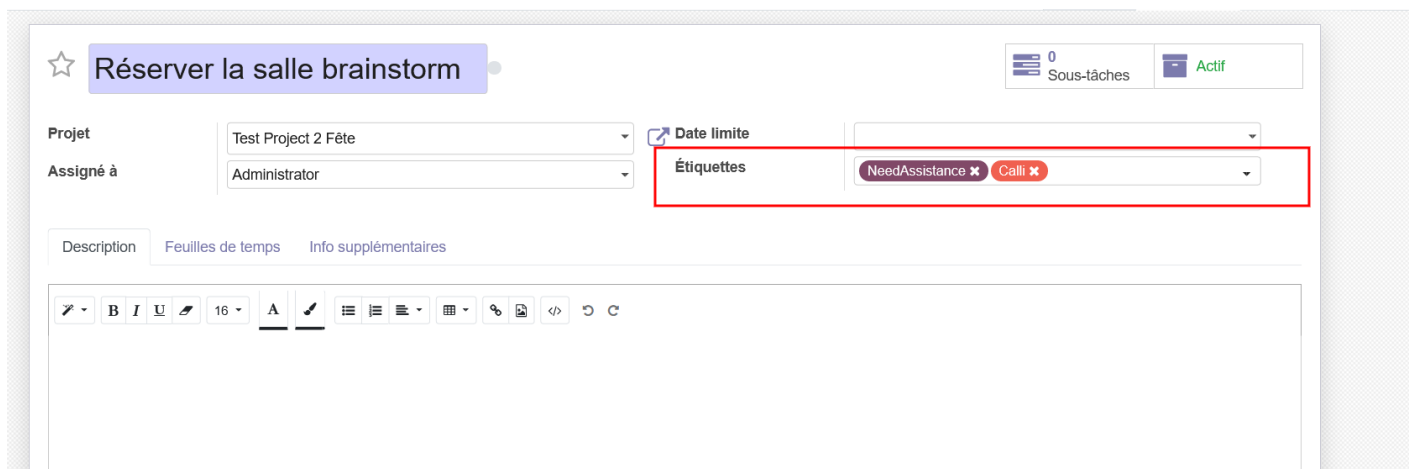 Réserver la salle brainstorm
0
Sous-tâches
Actif
Projet
Test Project 2 Fête
Date limite
Assigné à
Administrator
Étiquettes
NeedAssistance ✖ Calli ✖
Description Feuilles de temps Info supplémentaires
B I U 16 A </>